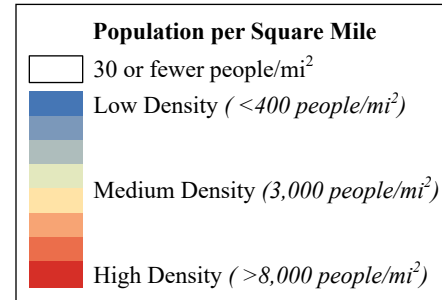 Population per Square Mile
30 or fewer people/mi²
Low Density ( <400 people/mi²)
Medium Density (3,000 people/mi²)
High Density ( >8,000 people/mi²)